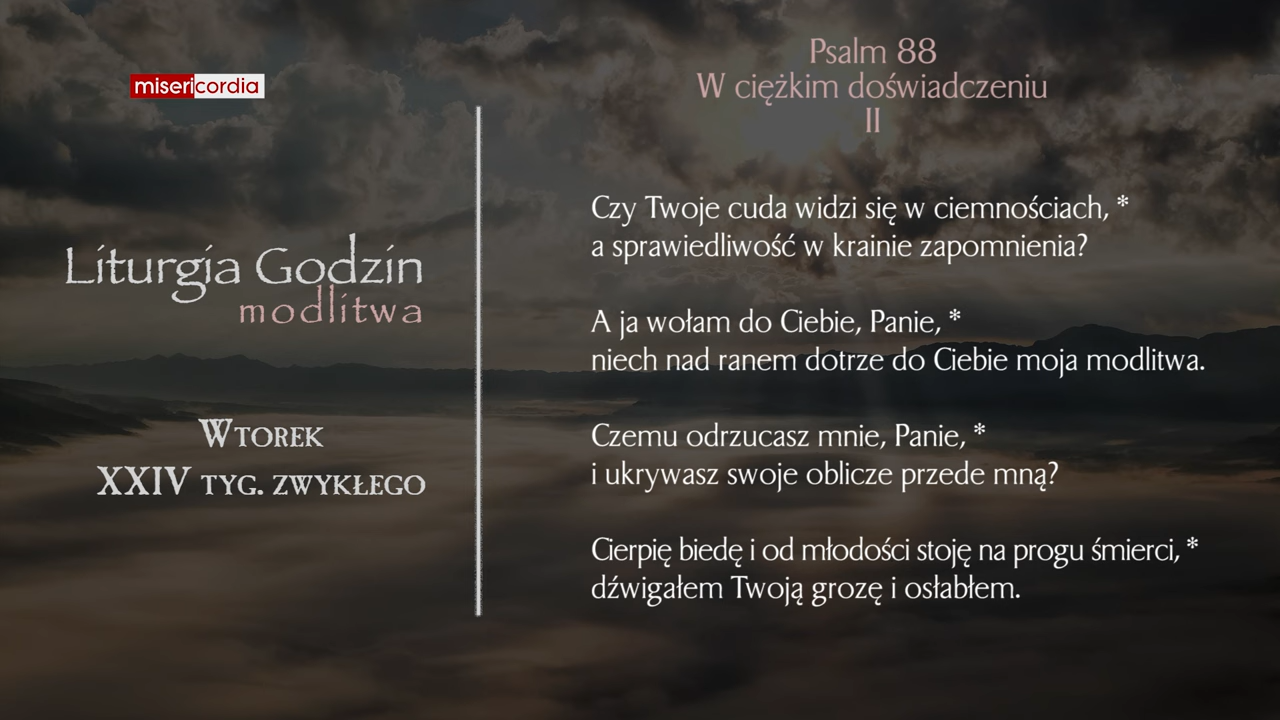 misericordia
Liturgia Godzin
modlitwa
Wtorek
XXIV tyg. zwykłego
Psalm 88
W ciężkim doświadczeniu
II
Czy Twoje cuda widzi się w ciemnościach, *
a sprawiedliwość w krainie zapomnienia?
A ja wołam do Ciebie, Panie, *
niech nad ranem dotrze do Ciebie moja modlitwa.
Czemu odrzucasz mnie, Panie, *
i ukrywasz swoje oblicze przede mną?
Cierpię biedę i od młodości stoję na progu śmierci, *
dźwigałem Twoją grozę i osłabłem.